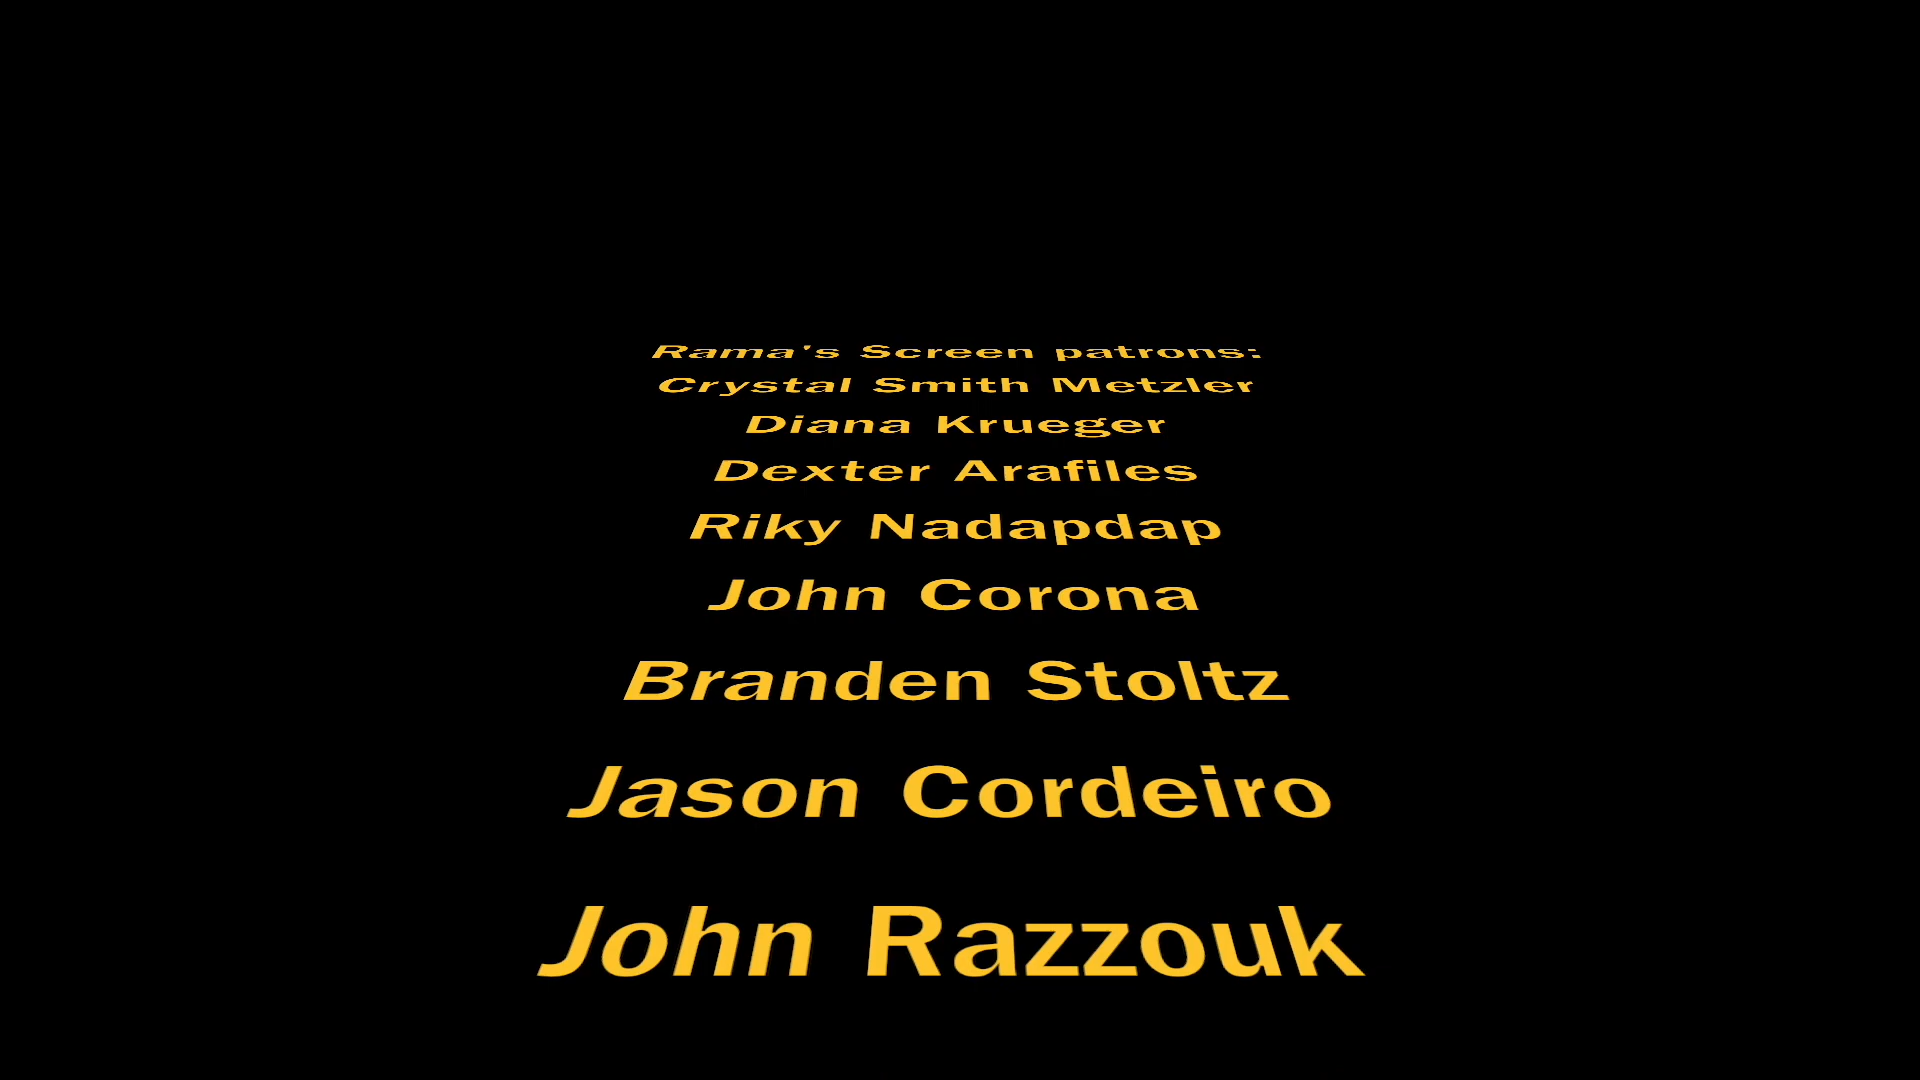 Rama's Screen patrons:
Crystal Smith Metzler
Diana Krueger
Dexter Arafiles
Riky Nadapdap
John Corona
Branden Stoltz
Jason Cordeiro
John Razzouk